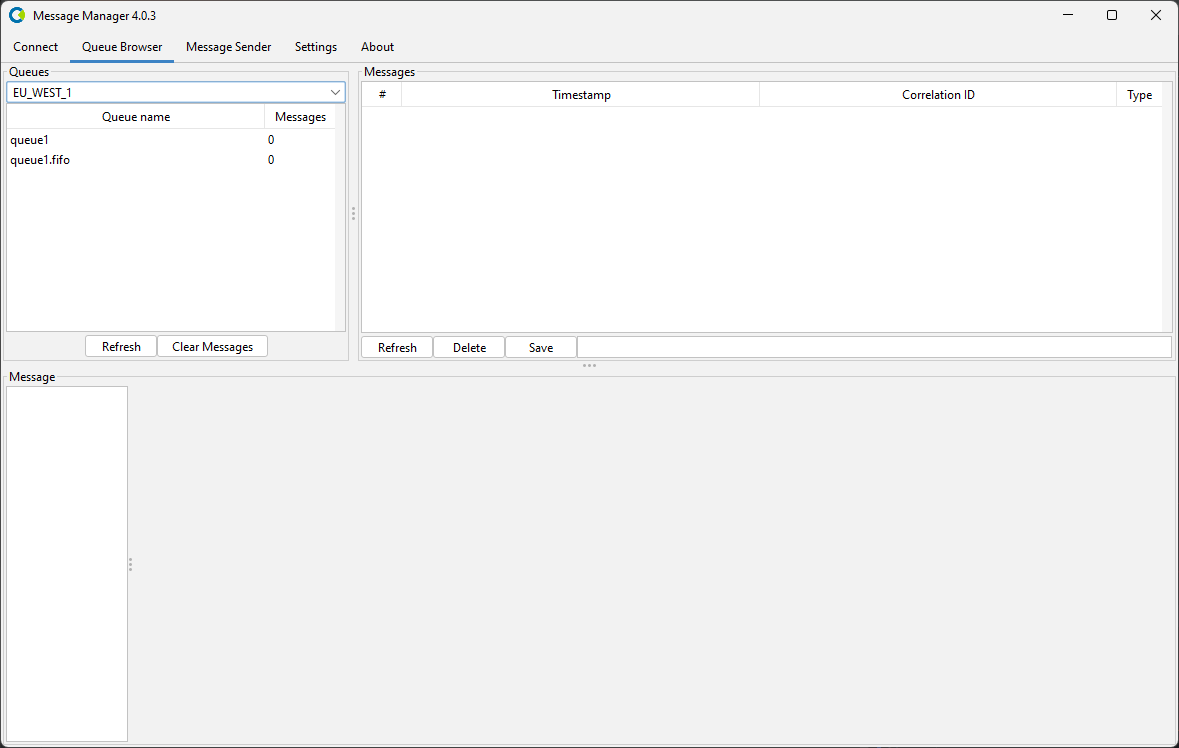 Message Manager 4.0.3
Connect Queue Browser Message Sender Settings About
Queues
EU_WEST_1
Queue name Messages
queue1 0
queue1.fifo 0
Refresh Clear Messages
Messages
# Timestamp Correlation ID Type
Refresh Delete Save
Message